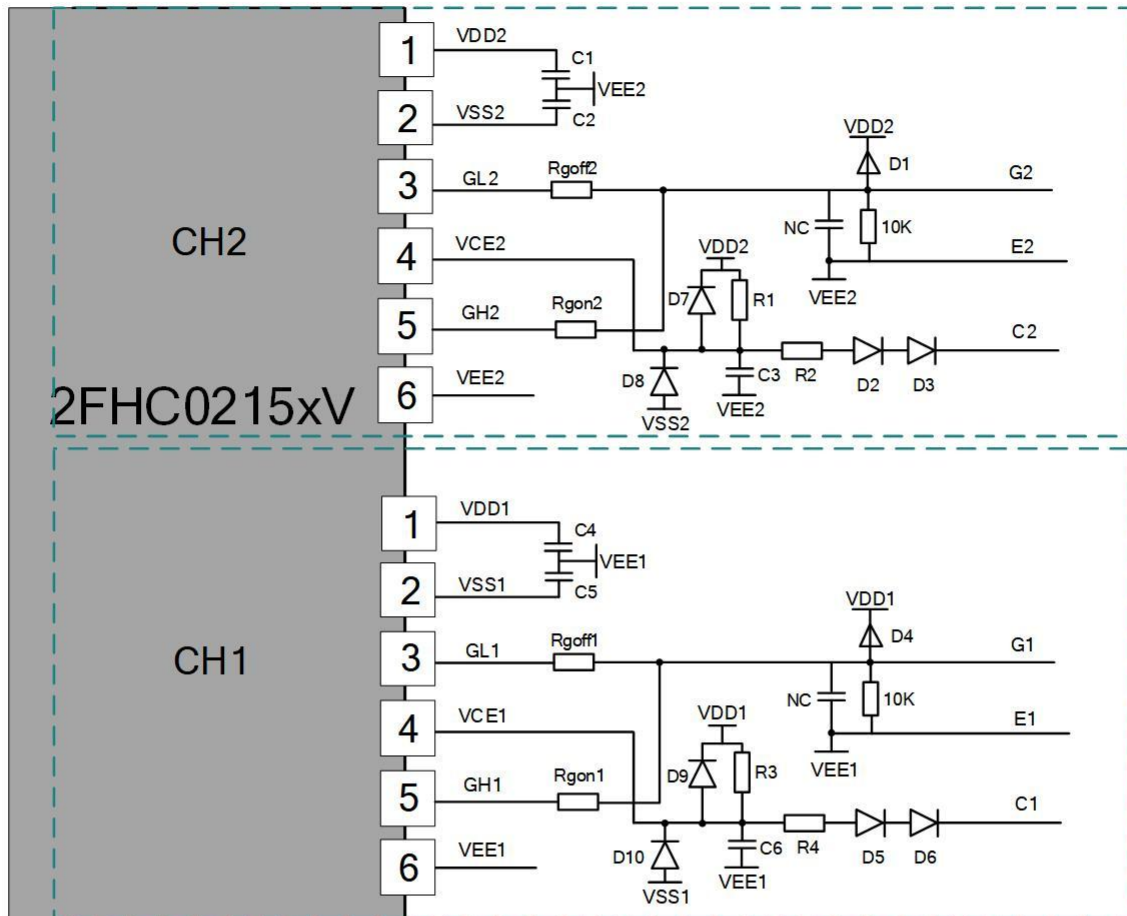 1
VDD2
C1
VEE2
2
VSS2
C2
VDD2
D1
3
GL2
Rgoff2
G2
NC
10K
CH2
4
VCE2
VDD2
E2
VEE2
D7
R1
5
GH2
Rgon2
C2
D8
C3
R2
D2
D3
6
VEE2
VEE2
VSS2
2FHC0215xV
1
VDD1
C4
VEE1
2
VSS1
C5
VDD1
D4
3
GL1
Rgoff1
G1
CH1
NC
10K
4
VCE1
VDD1
E1
VEE1
D9
R3
5
GH1
Rgon1
C1
D10
C6
R4
D5
D6
6
VEE1
VEE1
VSS1